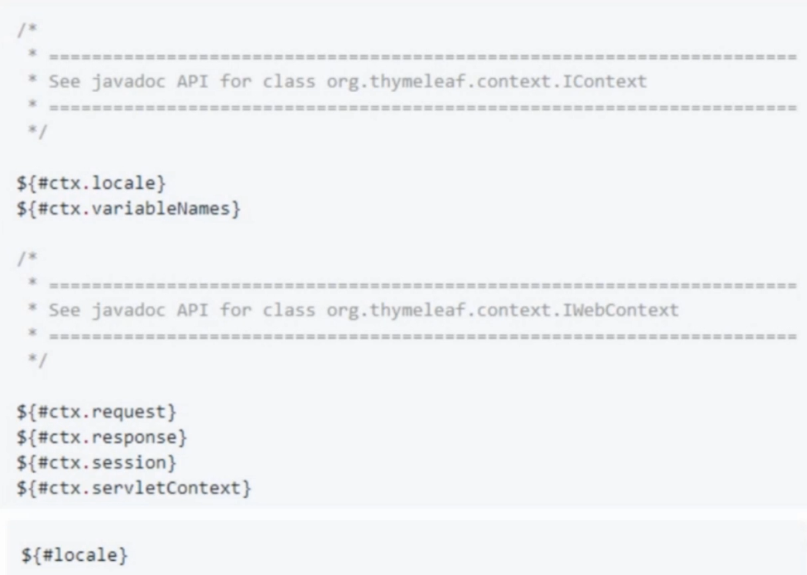 /*
 * ======================================================================
 * See javadoc API for class org.thymeleaf.context.IContext
 * ======================================================================
 */
${#ctx.locale}
${#ctx.variableNames}
/*
 * ======================================================================
 * See javadoc API for class org.thymeleaf.context.IWebContext
 * ======================================================================
 */
${#ctx.request}
${#ctx.response}
${#ctx.session}
${#ctx.servletContext}
${#locale}